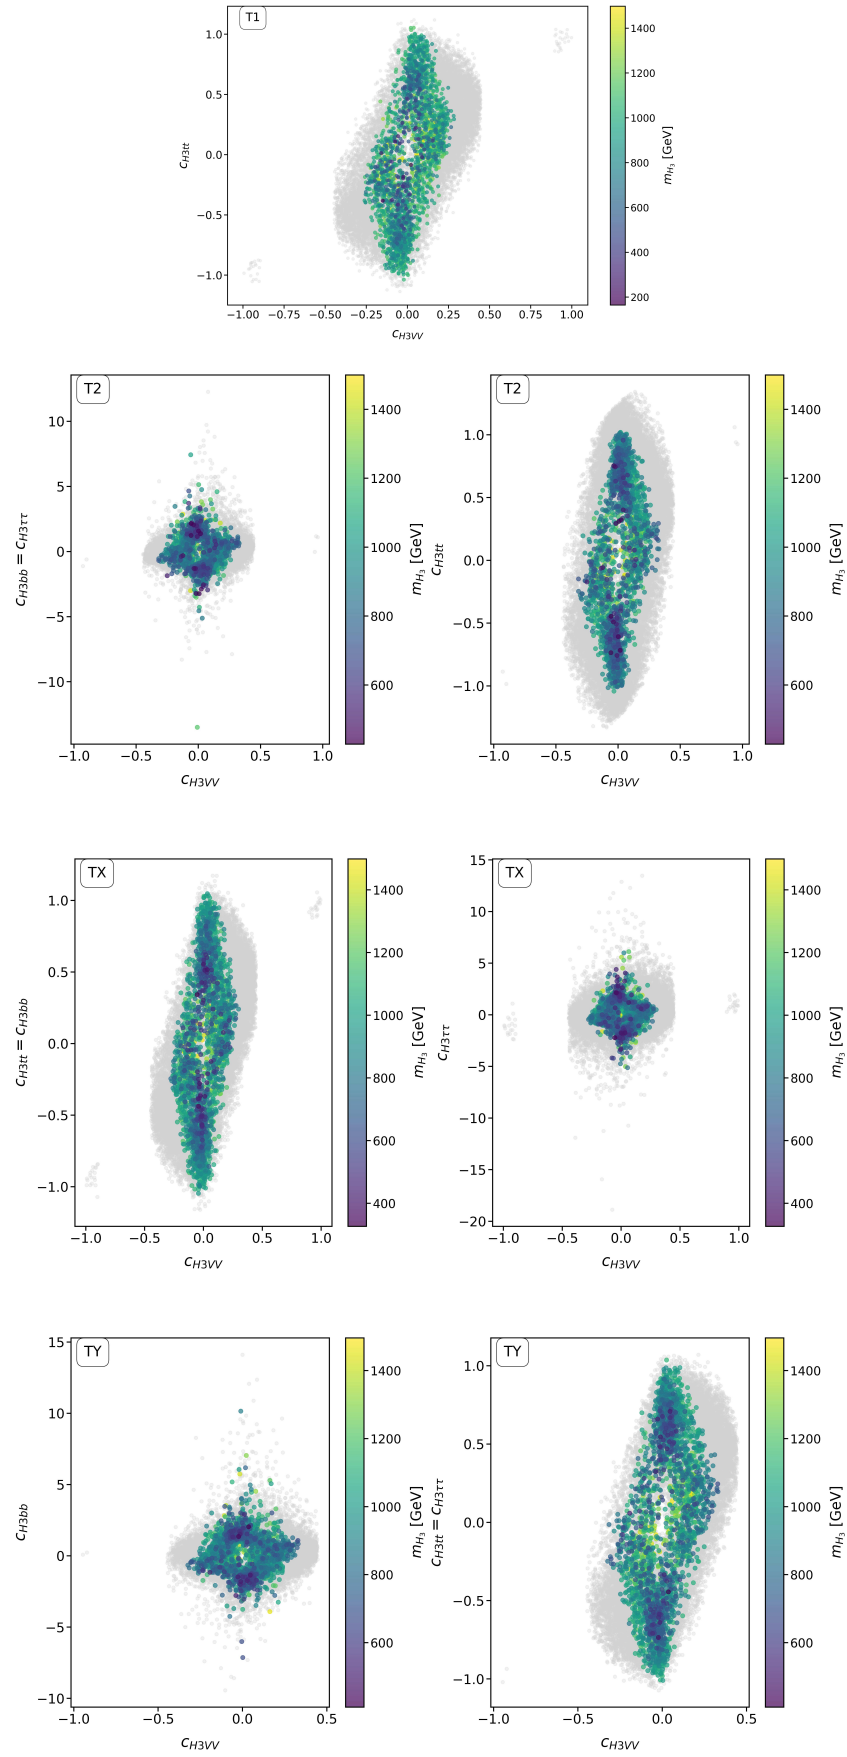 T1
1.0
0.5
0.0
−0.5
−1.0
c_{H3tt}
−1.00 −0.75 −0.50 −0.25 0.00 0.25 0.50 0.75 1.00
c_{H3VV}
1400
1200
1000
800
600
400
200
m_{H_3} [GeV]
T2
10
5
0
−5
−10
c_{H3bb} = c_{H3ττ}
−1.0 −0.5 0.0 0.5 1.0
c_{H3VV}
1400
1200
1000
800
600
m_{H_3} [GeV]
T2
1.0
0.5
0.0
−0.5
−1.0
c_{H3tt}
−1.0 −0.5 0.0 0.5 1.0
c_{H3VV}
1400
1200
1000
800
600
m_{H_3} [GeV]
TX
1.0
0.5
0.0
−0.5
−1.0
c_{H3tt} = c_{H3bb}
−1.0 −0.5 0.0 0.5 1.0
c_{H3VV}
1400
1200
1000
800
600
400
m_{H_3} [GeV]
TX
15
10
5
0
−5
−10
−15
−20
c_{H3ττ}
−1.0 −0.5 0.0 0.5 1.0
c_{H3VV}
1400
1200
1000
800
600
400
m_{H_3} [GeV]
TY
15
10
5
0
−5
−10
c_{H3bb}
−1.0 −0.5 0.0 0.5
c_{H3VV}
1400
1200
1000
800
600
m_{H_3} [GeV]
TY
1.0
0.5
0.0
−0.5
−1.0
c_{H3tt} = c_{H3ττ}
−1.0 −0.5 0.0 0.5
c_{H3VV}
1400
1200
1000
800
600
m_{H_3} [GeV]